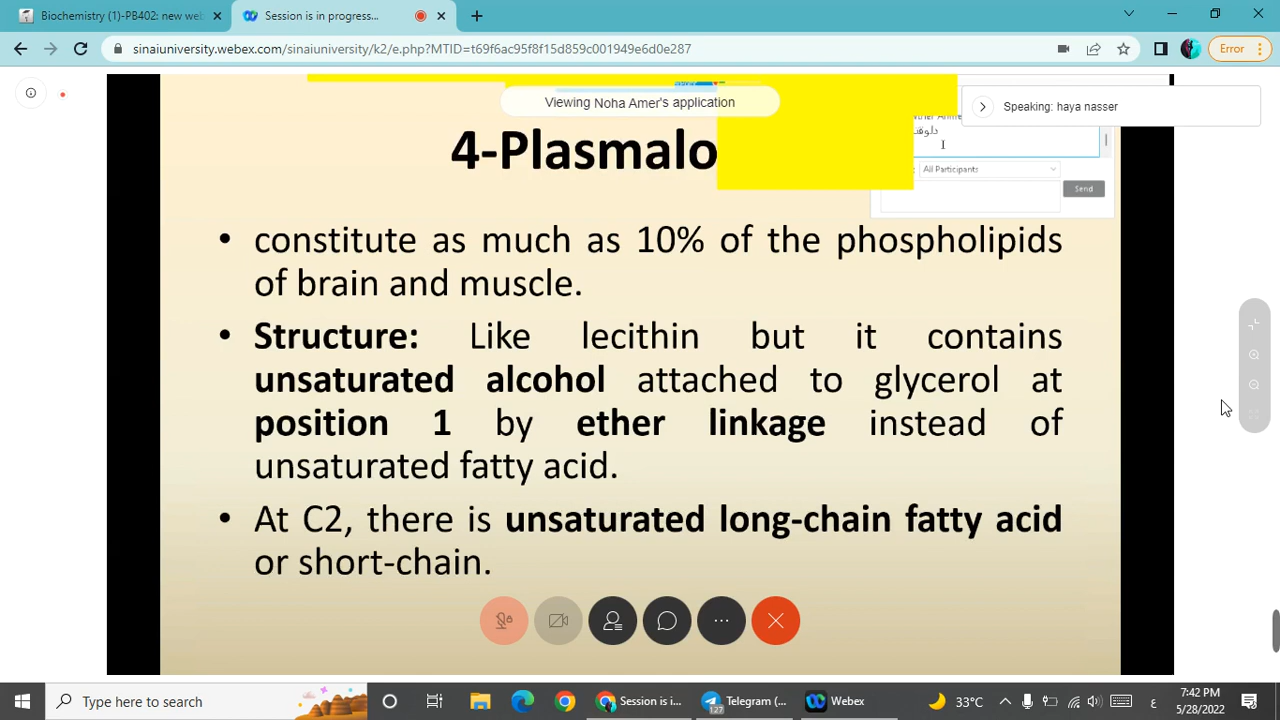 Biochemistry (1)-PB402: new web
Session is in progress...
sinaiuniversity.webex.com/sinaiuniversity/k2/e.php?MTID=t69f6ac95f8f15d859c001949e6d0e287
Error
Viewing Noha Amer's application
Speaking: haya nasser
دلوقت
All Participants
Send
4-Plasmalo
• constitute as much as 10% of the phospholipids
of brain and muscle.
• Structure: Like lecithin but it contains
unsaturated alcohol attached to glycerol at
position 1 by ether linkage instead of
unsaturated fatty acid.
• At C2, there is unsaturated long-chain fatty acid
or short-chain.
Type here to search
Session is i...
Telegram (...
127
Webex
33°C
ع
7:42 PM
5/28/2022